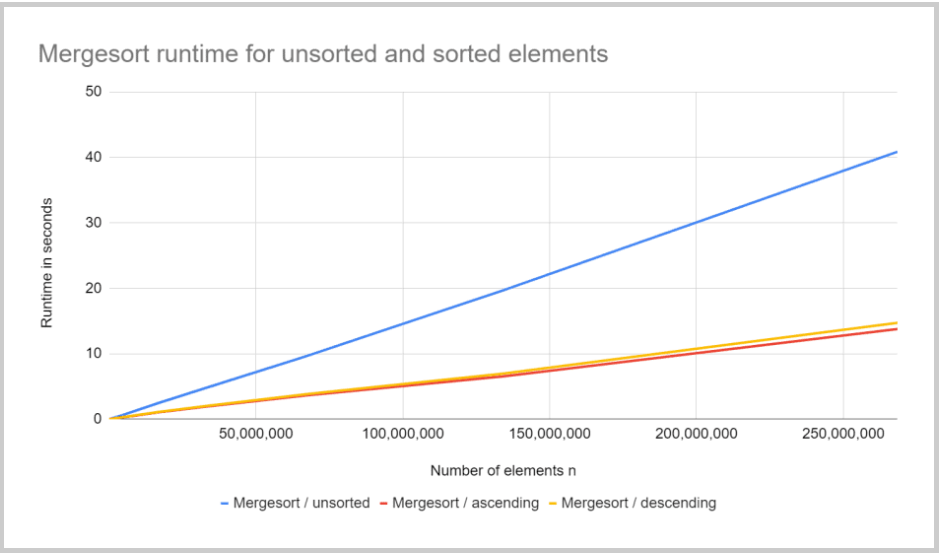 Mergesort runtime for unsorted and sorted elements
50
40
30
20
10
0
Runtime in seconds
50,000,000 100,000,000 150,000,000 200,000,000 250,000,000
Number of elements n
Mergesort / unsorted Mergesort / ascending Mergesort / descending